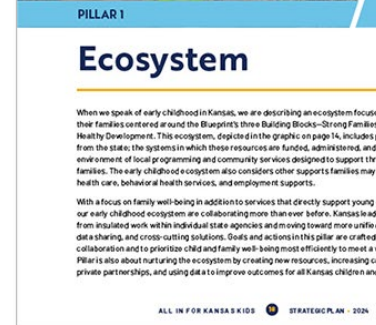 PILLAR 1
Ecosystem
When we speak of early childhood in Kansas, we are describing an ecosystem focuse
their families centered around the Blueprint's three Building Blocks—Strong Families
Healthy Development. This ecosystem, depicted in the graphic on page 14, includes p
from the state; the systems in which these resources are funded, administered, and
environment of local programming and community services designed to support thr
families. The early childhood ecosystem also considers other supports families may
health care, behavioral health services, and employment supports.
With a focus on family well-being in addition to services that directly support young
our early childhood ecosystem are collaborating more than ever before. Kansas lead
from insulated work within individual state agencies and moving toward more unifie
data sharing, and cross-cutting solutions. Goals and actions in this pillar are crafted
collaboration and to prioritize child and family well-being most efficiently to meet a
Pillar is also about nurturing the ecosystem by creating new resources, increasing ca
private partnerships, and using data to improve outcomes for all Kansas children an
ALL IN FOR KANSAS KIDS STRATEGIC PLAN - 2024